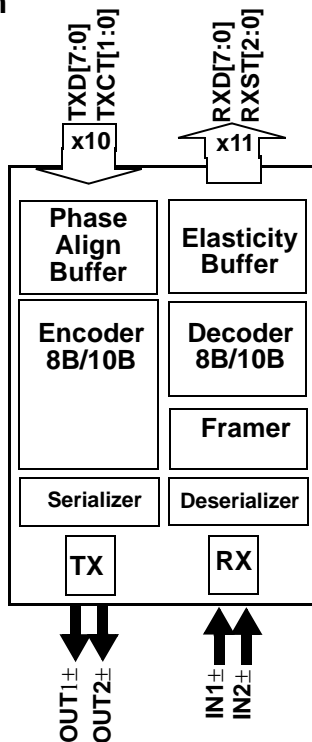 n
TXD[7:0]
TXCT[1:0]
RXD[7:0]
RXST[2:0]
x10
x11
Phase
Align
Buffer
Elasticity
Buffer
Encoder
8B/10B
Decoder
8B/10B
Framer
Serializer
Deserializer
TX
RX
OUT1±
OUT2±
IN1±
IN2±